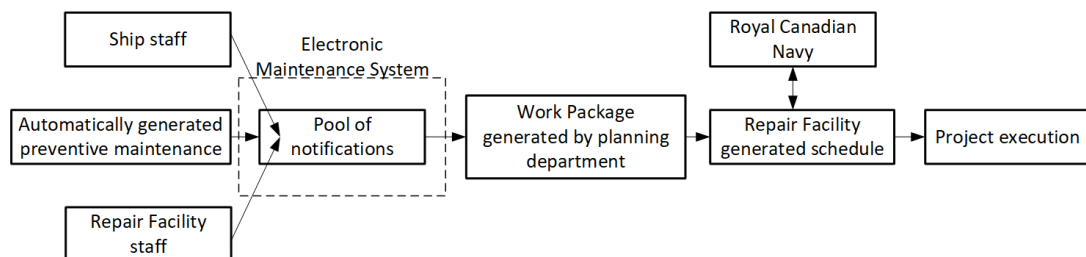 Ship staff
Electronic
Maintenance System
Royal Canadian
Navy
Automatically generated
preventive maintenance
Pool of
notifications
Work Package
generated by planning
department
Repair Facility
generated schedule
Project execution
Repair Facility
staff